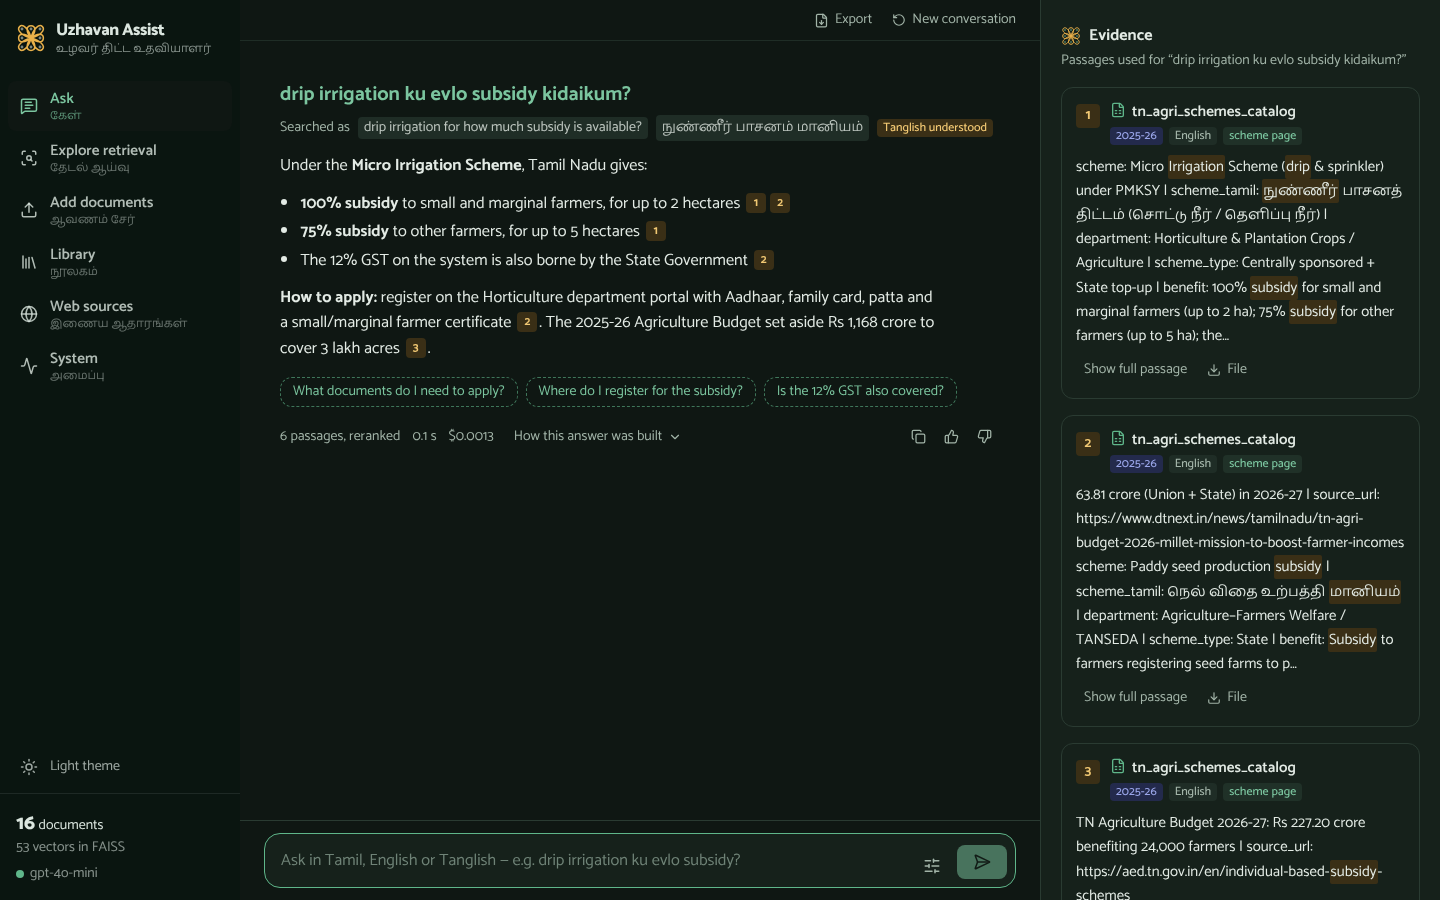 Uzhavan Assist
உழவர் திட்ட உதவியாளர்
Ask
கேள்
Explore retrieval
தேடல் ஆய்வு
Add documents
ஆவணம் சேர்
Library
நூலகம்
Web sources
இணைய ஆதாரங்கள்
System
அமைப்பு
Light theme
16 documents
53 vectors in FAISS
gpt-4o-mini
Export
New conversation
drip irrigation ku evlo subsidy kidaikum?
Searched as drip irrigation for how much subsidy is available? நுண்ணீர் பாசனம் மானியம் Tanglish understood
Under the Micro Irrigation Scheme, Tamil Nadu gives:
100% subsidy to small and marginal farmers, for up to 2 hectares 1 2
75% subsidy to other farmers, for up to 5 hectares 1
The 12% GST on the system is also borne by the State Government 2
How to apply: register on the Horticulture department portal with Aadhaar, family card, patta and
a small/marginal farmer certificate 2 . The 2025-26 Agriculture Budget set aside Rs 1,168 crore to
cover 3 lakh acres 3 .
What documents do I need to apply?
Where do I register for the subsidy?
Is the 12% GST also covered?
6 passages, reranked 0.1 s $0.0013 How this answer was built
Ask in Tamil, English or Tanglish – e.g. drip irrigation ku evlo subsidy?
Evidence
Passages used for “drip irrigation ku evlo subsidy kidaikum?”
1 tn_agri_schemes_catalog
2025-26 English scheme page
scheme: Micro Irrigation Scheme (drip & sprinkler)
under PMKSY | scheme_tamil: நுண்ணீர் பாசனத்
திட்டம் (சொட்டு நீர் / தெளிப்பு நீர்) |
department: Horticulture & Plantation Crops /
Agriculture | scheme_type: Centrally sponsored +
State top-up | benefit: 100% subsidy for small and
marginal farmers (up to 2 ha); 75% subsidy for other
farmers (up to 5 ha); the…
Show full passage File
2 tn_agri_schemes_catalog
2025-26 English scheme page
63.81 crore (Union + State) in 2026-27 | source_url:
https://www.dtnext.in/news/tamilnadu/tn-agri-
budget-2026-millet-mission-to-boost-farmer-incomes
scheme: Paddy seed production subsidy |
scheme_tamil: நெல் விதை உற்பத்தி மானியம்
| department: Agriculture–Farmers Welfare /
TANSEDA | scheme_type: State | benefit: Subsidy to
farmers registering seed farms to p…
Show full passage File
3 tn_agri_schemes_catalog
2025-26 English scheme page
TN Agriculture Budget 2026-27: Rs 227.20 crore
benefiting 24,000 farmers | source_url:
https://aed.tn.gov.in/en/individual-based-subsidy-
schemes